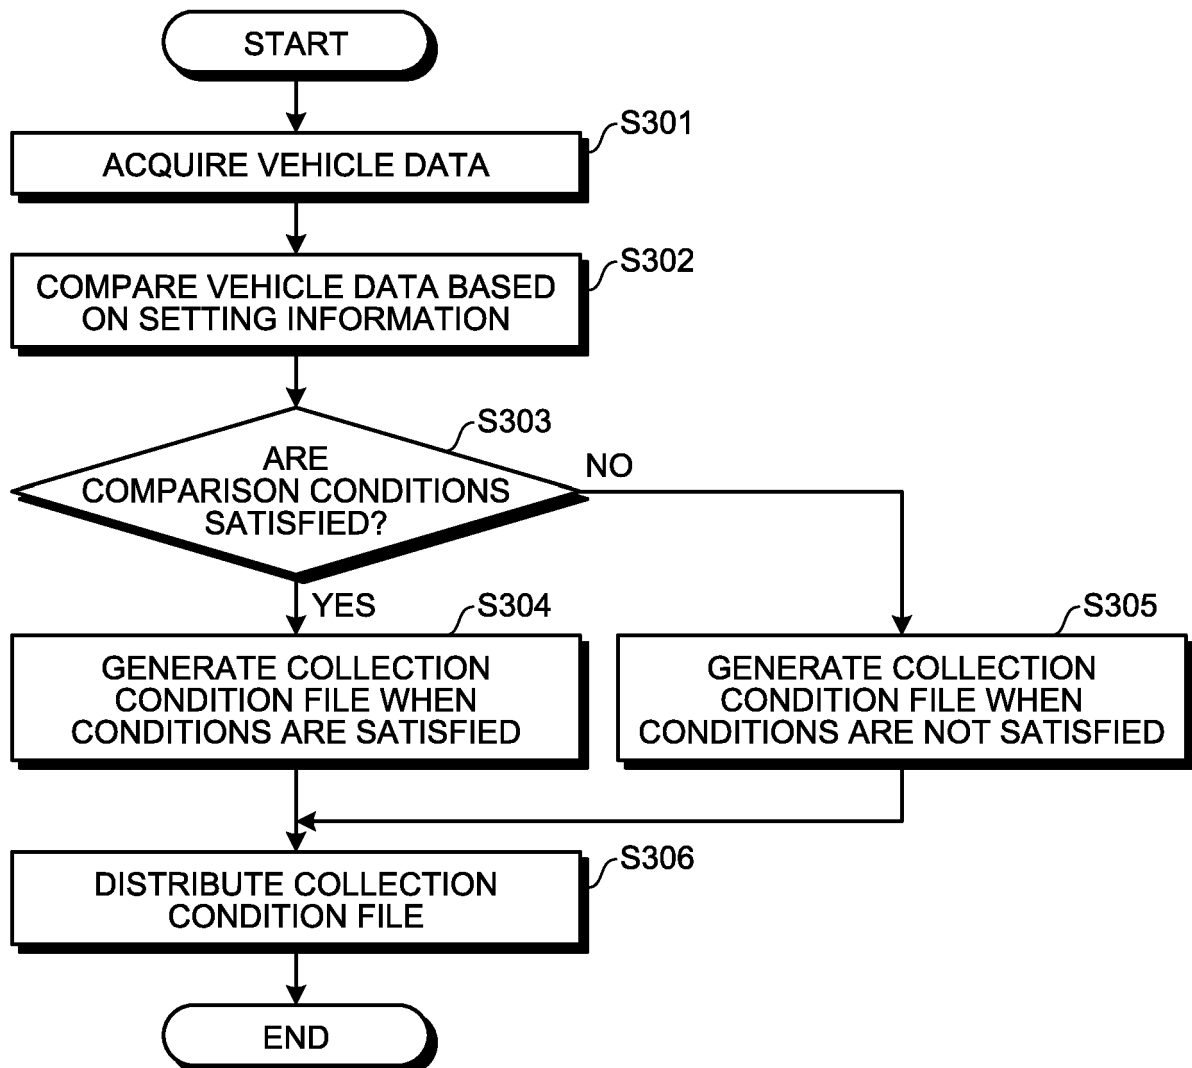 START
S301
ACQUIRE VEHICLE DATA
S302
COMPARE VEHICLE DATA BASED
ON SETTING INFORMATION
S303
ARE
COMPARISON CONDITIONS
SATISFIED?
NO
YES
S304
GENERATE COLLECTION
CONDITION FILE WHEN
CONDITIONS ARE SATISFIED
S305
GENERATE COLLECTION
CONDITION FILE WHEN
CONDITIONS ARE NOT SATISFIED
S306
DISTRIBUTE COLLECTION
CONDITION FILE
END